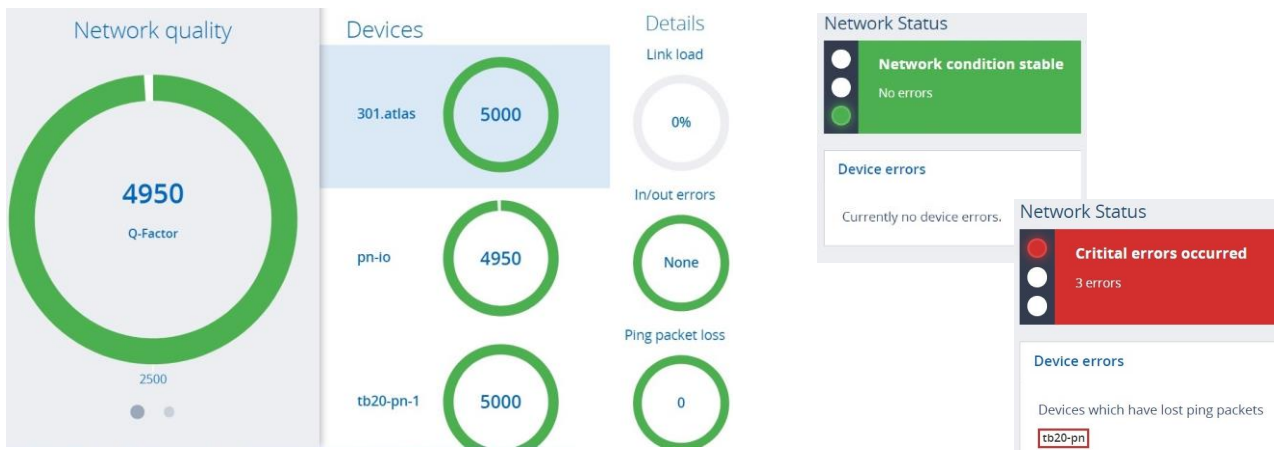 Network quality
4950
Q-Factor
2500
Devices
301.atlas
5000
pn-io
4950
tb20-pn-1
5000
Details
Link load
0%
In/out errors
None
Ping packet loss
0
Network Status
Network condition stable
No errors
Device errors
Currently no device errors.
Network Status
Critital errors occurred
3 errors
Device errors
Devices which have lost ping packets
tb20-pn